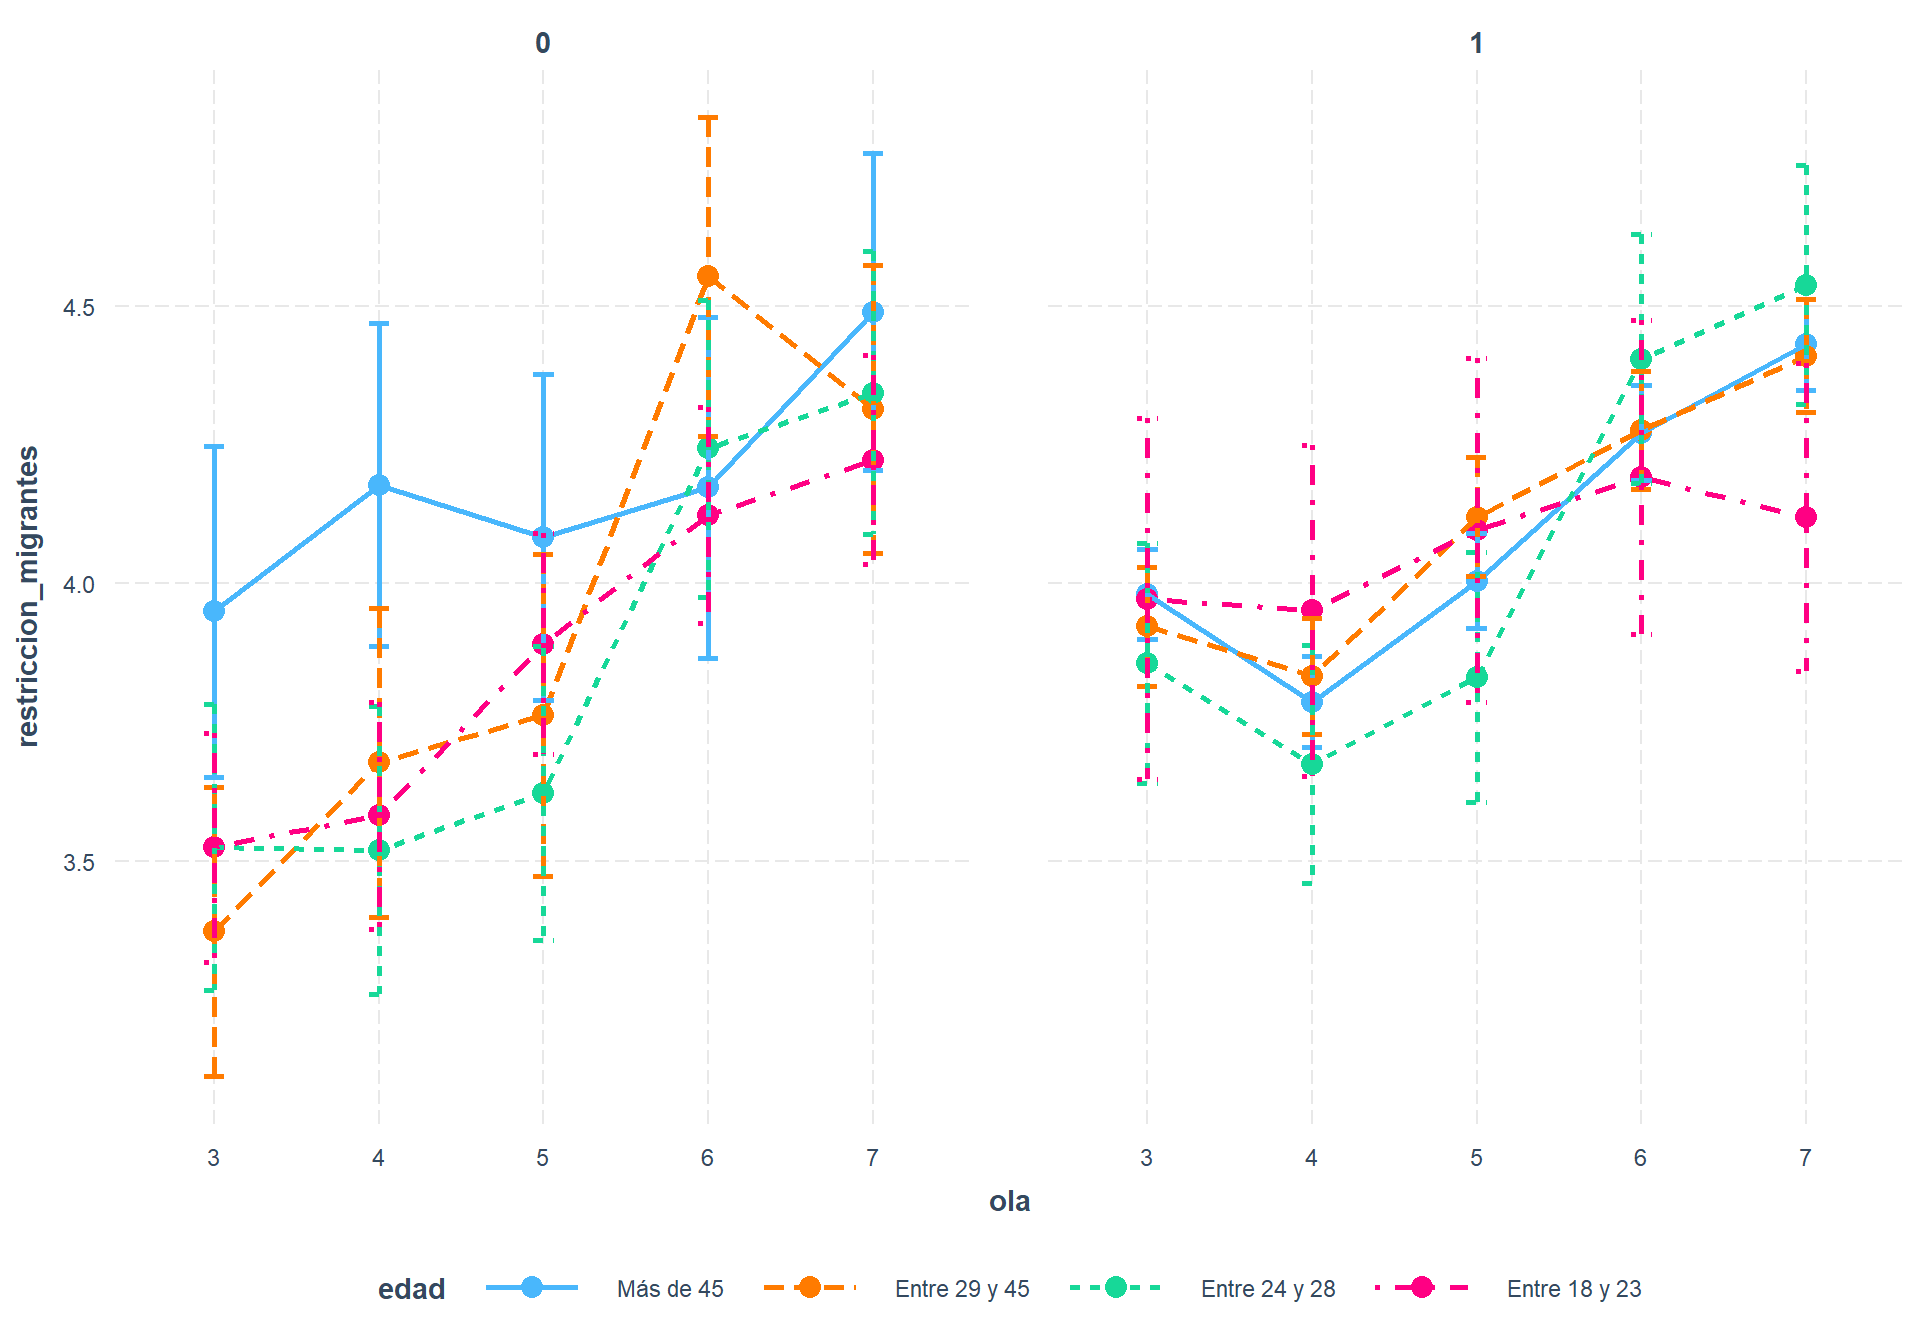 0 1
restriccion_migrantes
4.5
4.0
3.5
3 4 5 6 7 3 4 5 6 7
ola
edad Más de 45 Entre 29 y 45 Entre 24 y 28 Entre 18 y 23